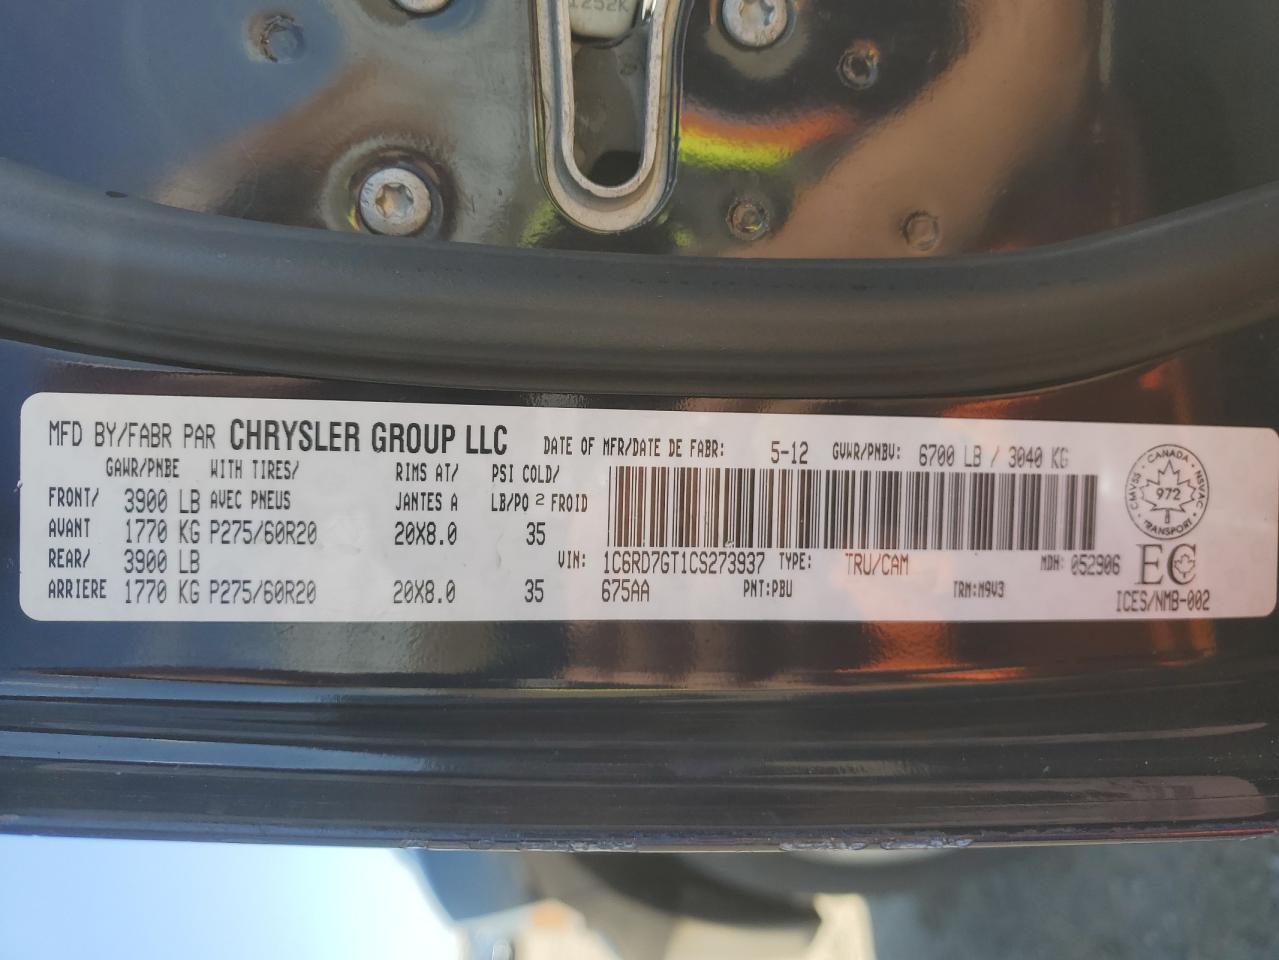 1252K
MFD BY/FABR PAR CHRYSLER GROUP LLC DATE OF MFR/DATE DE FABR: 5-12 GVWR/PNBV: 6700 LB / 3040 KG
GAWR/PNBE WITH TIRES/ RIMS AT/ PSI COLD/
FRONT/ 3900 LB AVEC PNEUS JANTES A LB/PO 2 FROID
AVANT 1770 KG P275/60R20 20X8.0 35
REAR/ 3900 LB VIN: 1C6RD7GT1CS273937 TYPE: TRU/CAM MDH: 052906
ARRIERE 1770 KG P275/60R20 20X8.0 35 675AA PNT:PBU TRM:M9V3 ICES/NMB-002
CANADA
CMVSS 972 NSVAC
TRANSPORT
EC